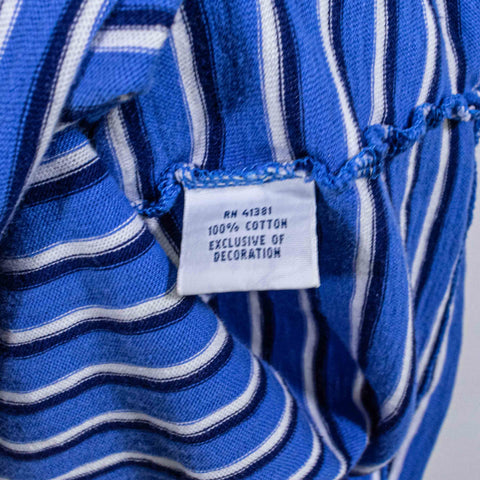 RN 41381
100% COTTON
EXCLUSIVE OF
DECORATION